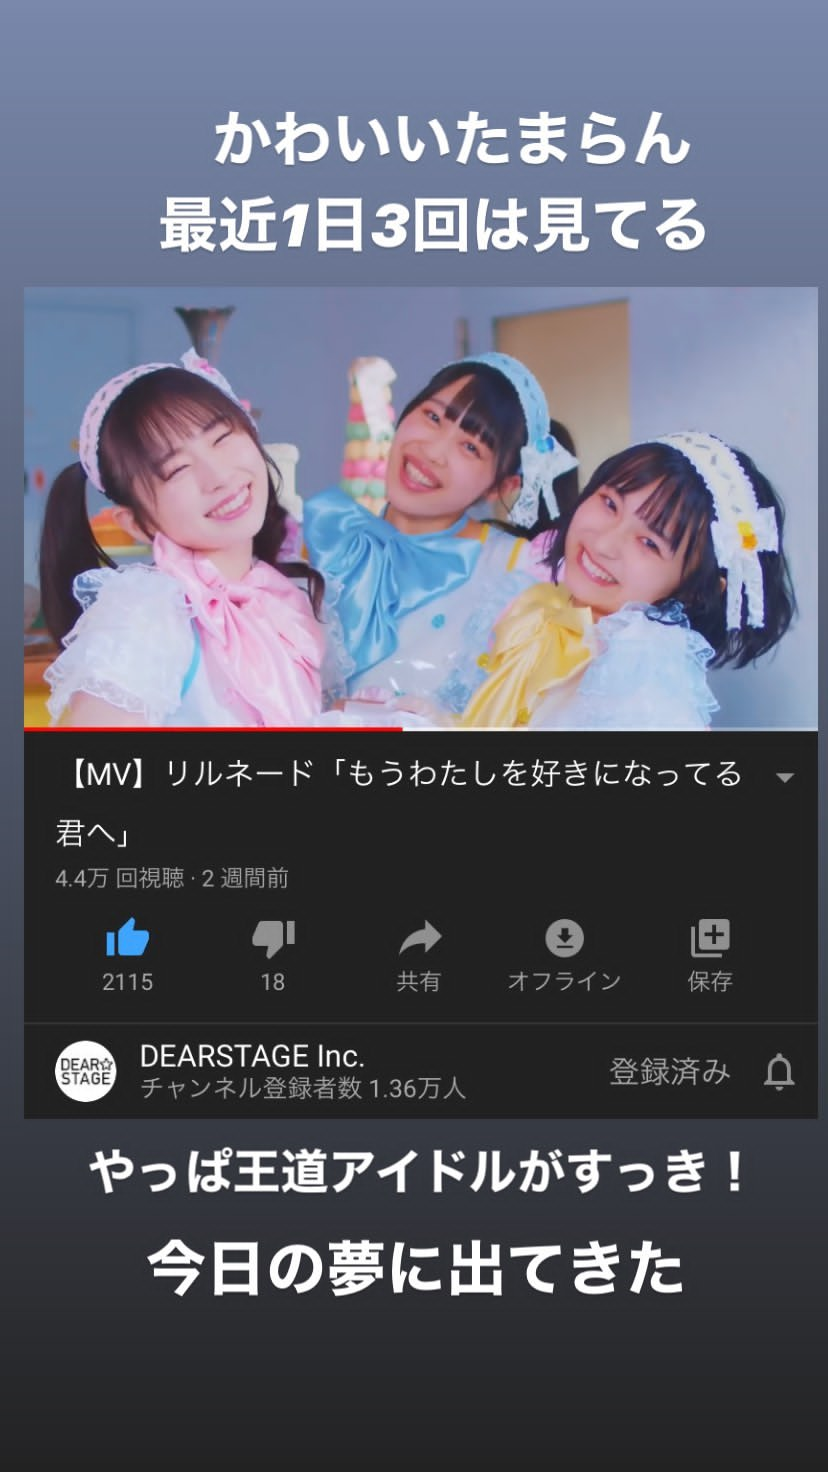 かわいいたまらん
最近1日3回は見てる
【MV】リルネード「もうわたしを好きになってる
君へ」
4.4万 回視聴 · 2 週間前
2115
18
共有
オフライン
保存
DEAR☆
STAGE
DEARSTAGE Inc.
チャンネル登録者数 1.36万人
登録済み
やっぱ王道アイドルがすっき！
今日の夢に出てきた